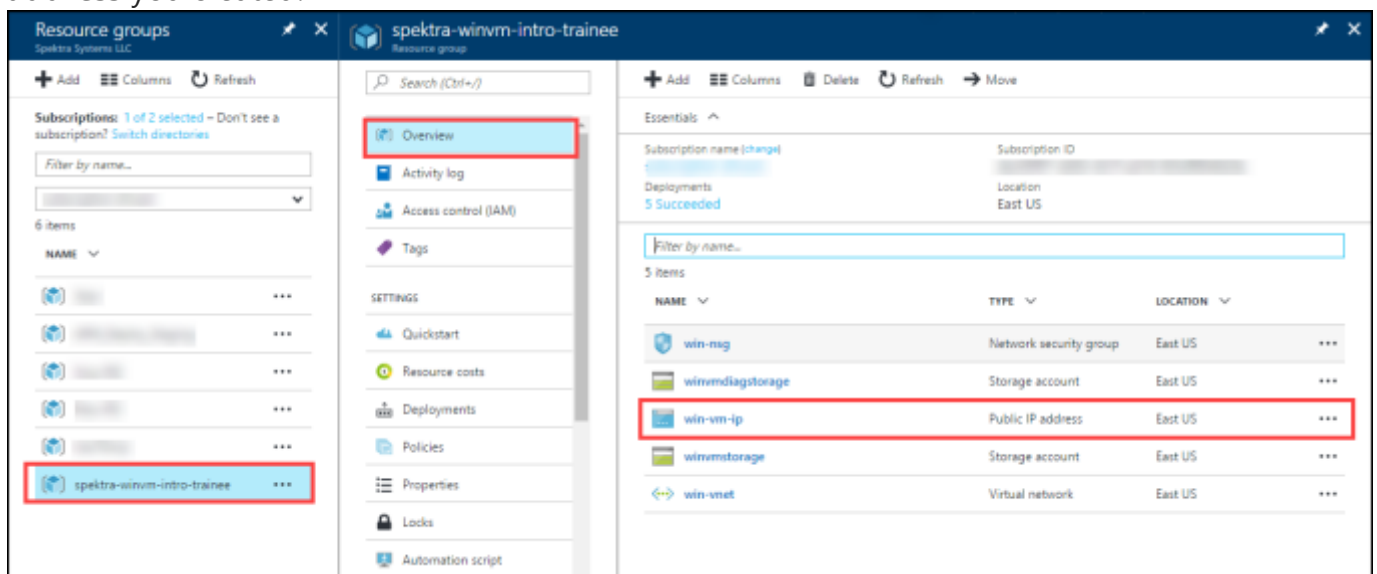 address you created.
Resource groups
Spektra Systems LLC
Add Columns Refresh
Subscriptions: 1 of 2 selected – Don't see a
subscription? Switch directories
Filter by name...
6 items
NAME
spektra-winvm-intro-trainee
spektra-winvm-intro-trainee
Resource group
Search (Ctrl+/)
Overview
Activity log
Access control (IAM)
Tags
SETTINGS
Quickstart
Resource costs
Deployments
Policies
Properties
Locks
Automation script
Add Columns Delete Refresh Move
Essentials
Subscription name (change) Subscription ID
Deployments Location
5 Succeeded East US
Filter by name...
5 items
NAME TYPE LOCATION
win-nsg Network security group East US
winvmdiagstorage Storage account East US
win-vm-ip Public IP address East US
winvmstorage Storage account East US
win-vnet Virtual network East US